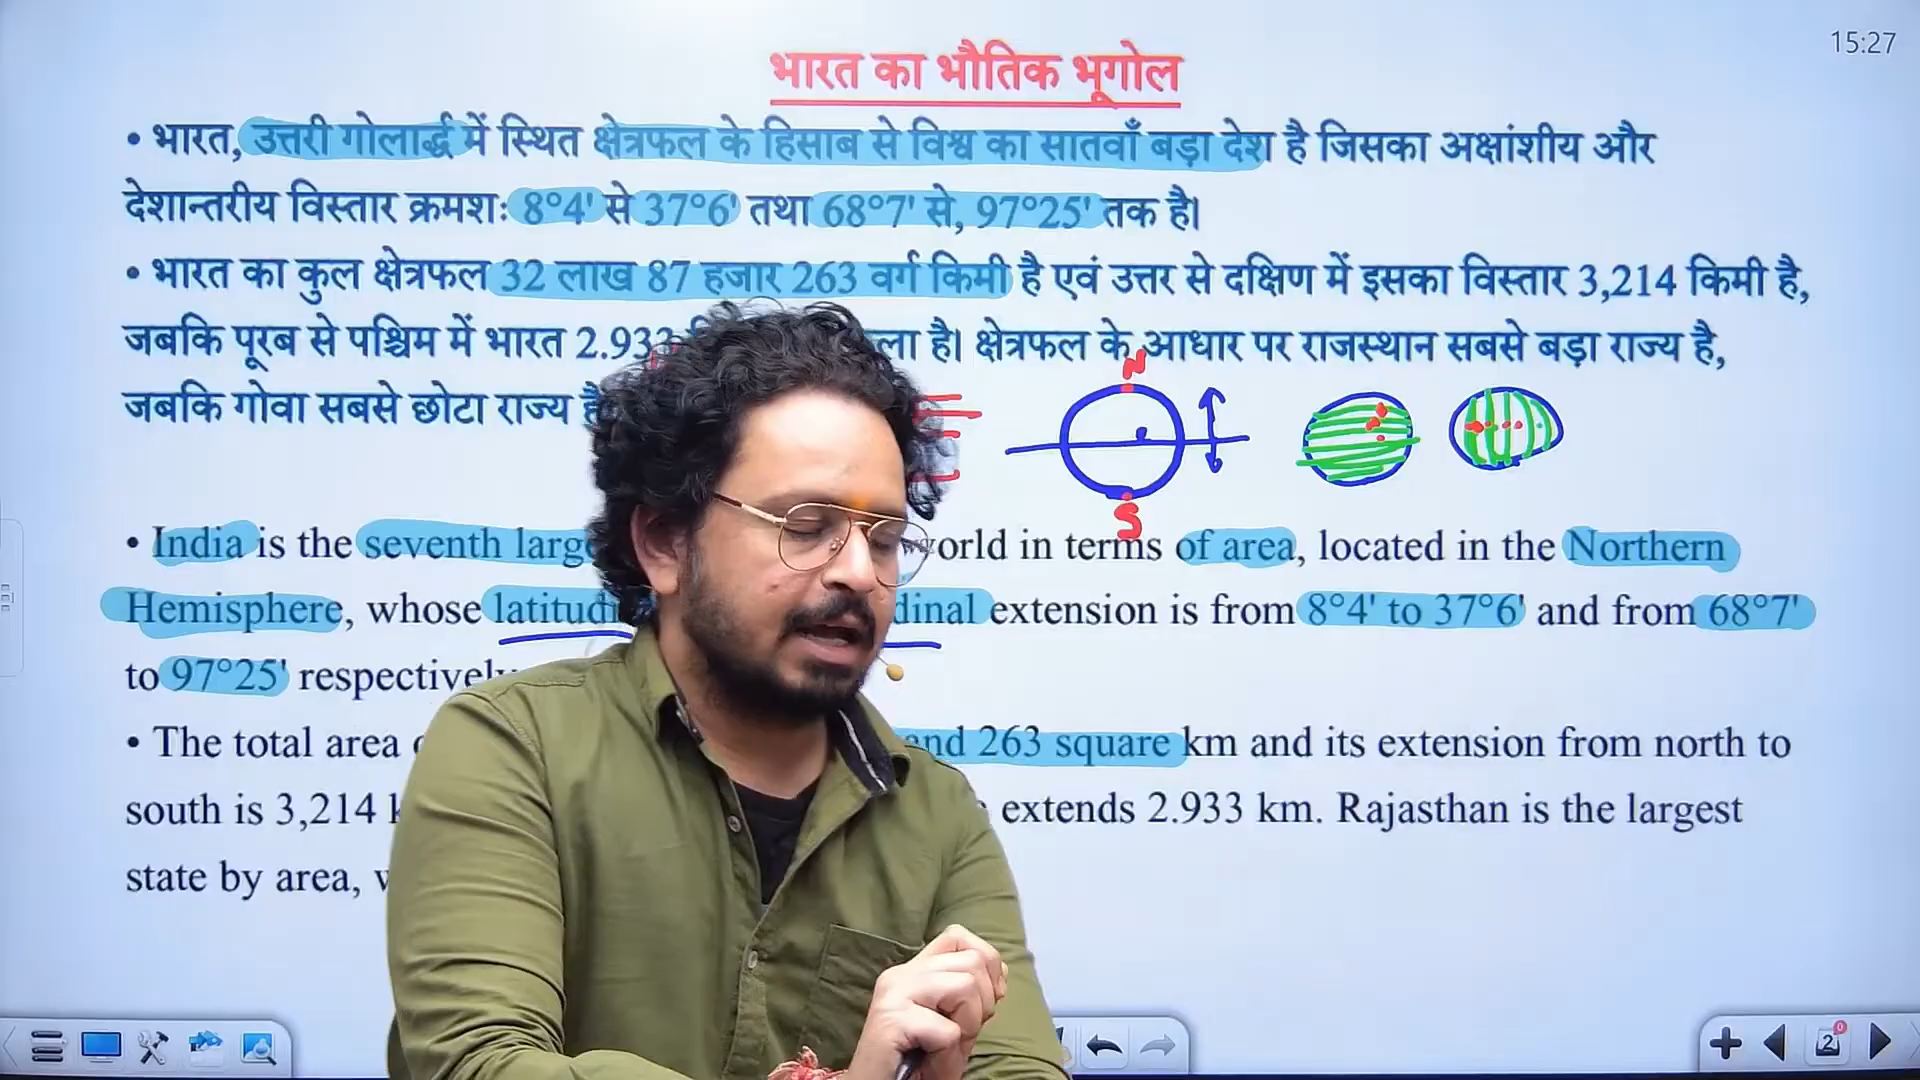 15:27
भारत का भौतिक भूगोल
• भारत, उत्तरी गोलार्द्ध में स्थित क्षेत्रफल के हिसाब से विश्व का सातवाँ बड़ा देश है जिसका अक्षांशीय और
देशान्तरीय विस्तार क्रमशः 8°4' से 37°6' तथा 68°7' से, 97°25' तक है।
• भारत का कुल क्षेत्रफल 32 लाख 87 हजार 263 वर्ग किमी है एवं उत्तर से दक्षिण में इसका विस्तार 3,214 किमी है,
जबकि पूरब से पश्चिम में भारत 2.933 है। क्षेत्रफल के आधार पर राजस्थान सबसे बड़ा राज्य है,
जबकि गोवा सबसे छोटा राज्य
N
S
• India is the seventh world in terms of area, located in the Northern
Hemisphere, whose extension is from 8°4' to 37°6' and from 68°7'
to 97°25' respectively
• The total area and 263 square km and its extension from north to
south is 3,214 extends 2.933 km. Rajasthan is the largest
state by area,
2
0